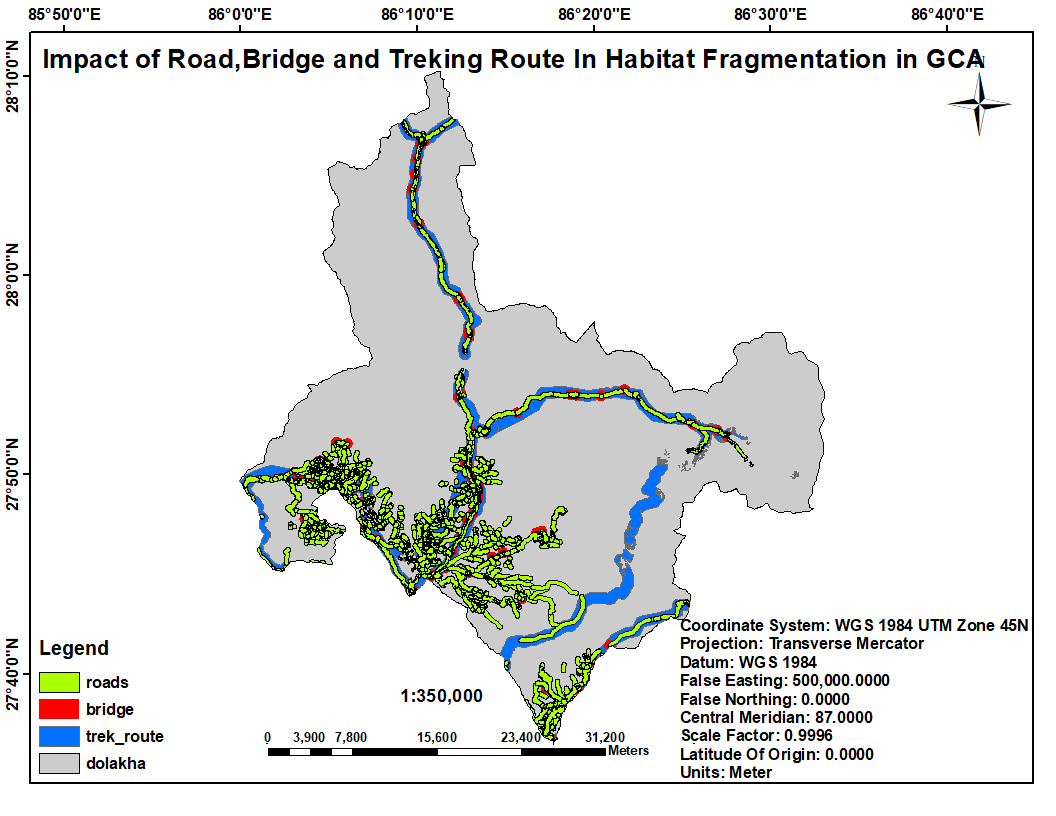 85°50'0"E 86°0'0"E 86°10'0"E 86°20'0"E 86°30'0"E 86°40'0"E
Impact of Road,Bridge and Treking Route In Habitat Fragmentation in GCA
N
28°10'0"N
28°0'0"N
27°50'0"N
27°40'0"N
Legend
roads
bridge
trek_route
dolakha
1:350,000
0 3,900 7,800 15,600 23,400 31,200
Meters
Coordinate System: WGS 1984 UTM Zone 45N
Projection: Transverse Mercator
Datum: WGS 1984
False Easting: 500,000.0000
False Northing: 0.0000
Central Meridian: 87.0000
Scale Factor: 0.9996
Latitude Of Origin: 0.0000
Units: Meter